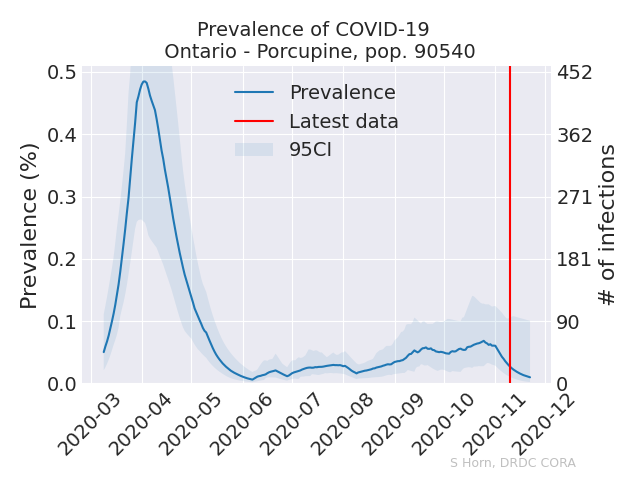 Prevalence of COVID-19
Ontario - Porcupine, pop. 90540
Prevalence
Latest data
95CI
Prevalence (%)
0.5
0.4
0.3
0.2
0.1
0.0
452
362
271
181
90
0
# of infections
2020-03
2020-04
2020-05
2020-06
2020-07
2020-08
2020-09
2020-10
2020-11
2020-12
S Horn, DRDC CORA